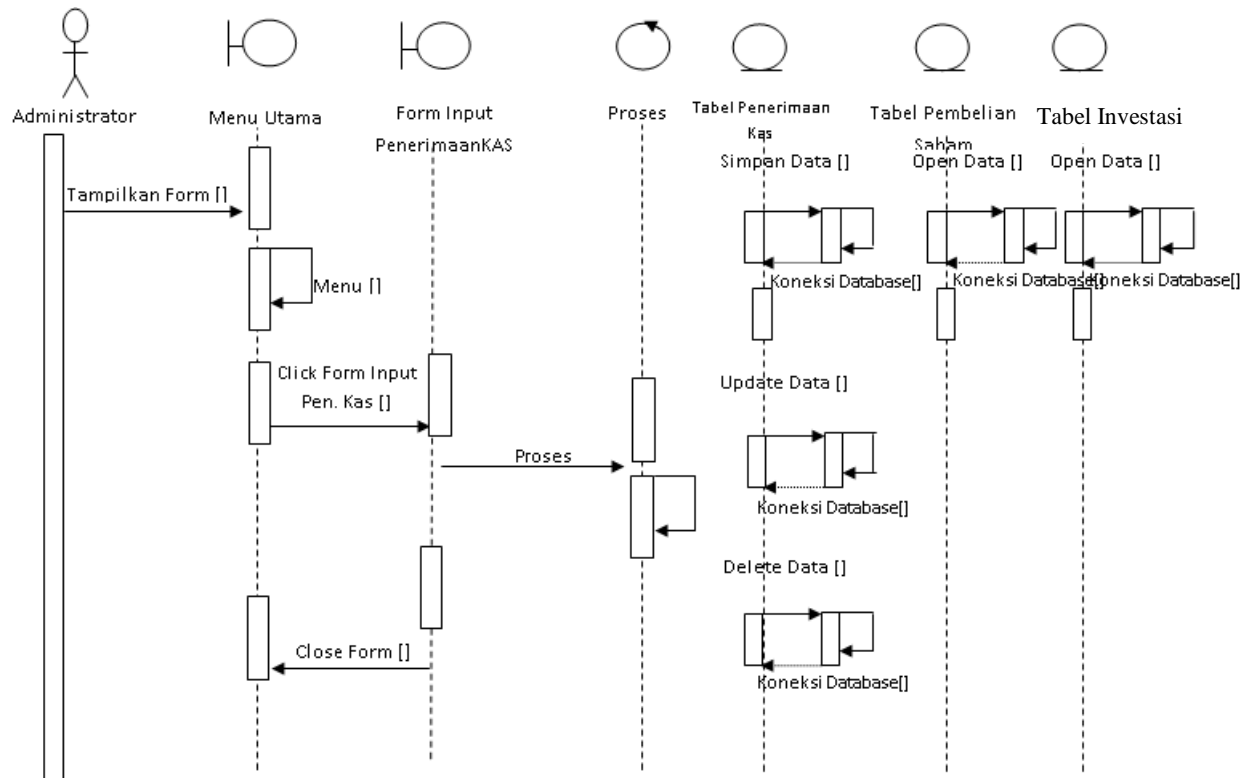 Administrator
Menu Utama
Form Input
PenerimaanKAS
Proses
Tabel Penerimaan
Kas
Tabel Pembelian
Saham
Tabel Investasi
Simpan Data []
Open Data []
Open Data []
Tampilkan Form []
Koneksi Database[]
Koneksi Database[]
Koneksi Database[]
Menu []
Click Form Input
Pen. Kas []
Update Data []
Proses
Koneksi Database[]
Delete Data []
Close Form []
Koneksi Database[]